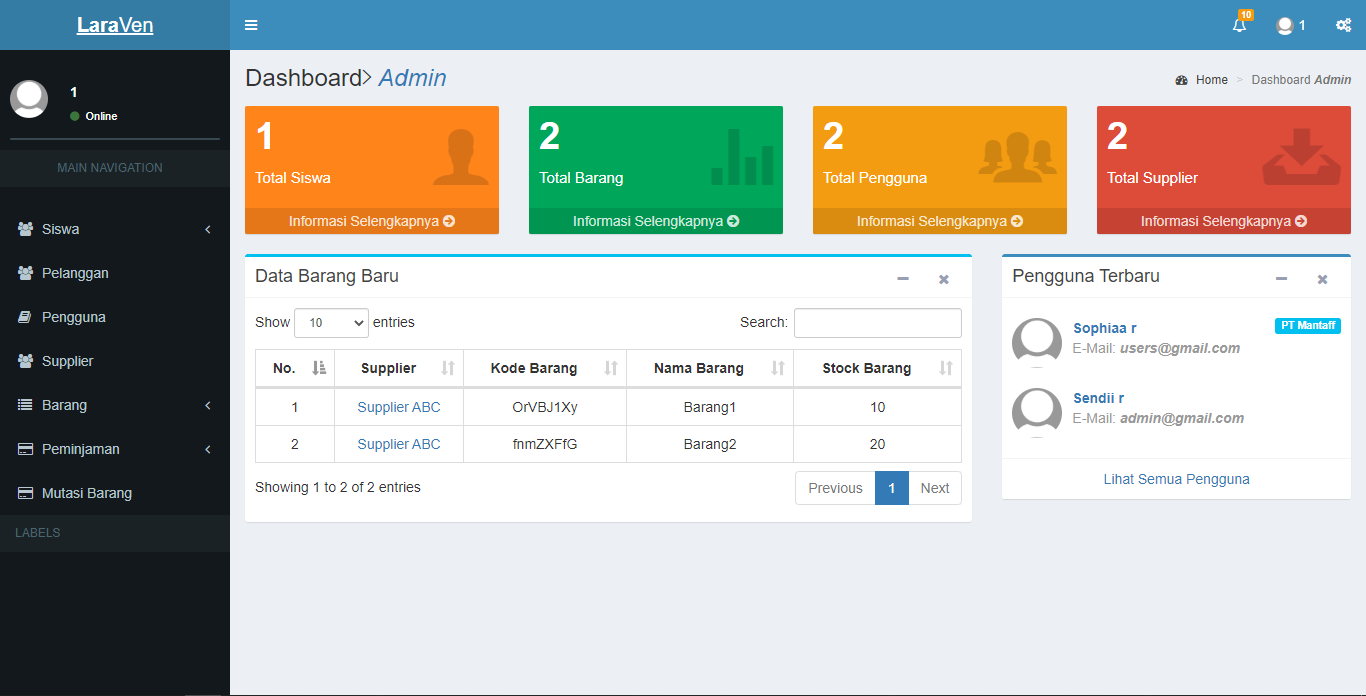 LaraVen
10
1
1
Online
MAIN NAVIGATION
Siswa
Pelanggan
Pengguna
Supplier
Barang
Peminjaman
Mutasi Barang
LABELS
Dashboard> Admin
Home > Dashboard Admin
1
Total Siswa
Informasi Selengkapnya
2
Total Barang
Informasi Selengkapnya
2
Total Pengguna
Informasi Selengkapnya
2
Total Supplier
Informasi Selengkapnya
Data Barang Baru
Show 10 entries
Search:
No. Supplier Kode Barang Nama Barang Stock Barang
1 Supplier ABC OrVBJ1Xy Barang1 10
2 Supplier ABC fnmZXFfG Barang2 20
Showing 1 to 2 of 2 entries
Previous 1 Next
Pengguna Terbaru
Sophiaa r PT Mantaff
E-Mail: users@gmail.com
Sendii r
E-Mail: admin@gmail.com
Lihat Semua Pengguna